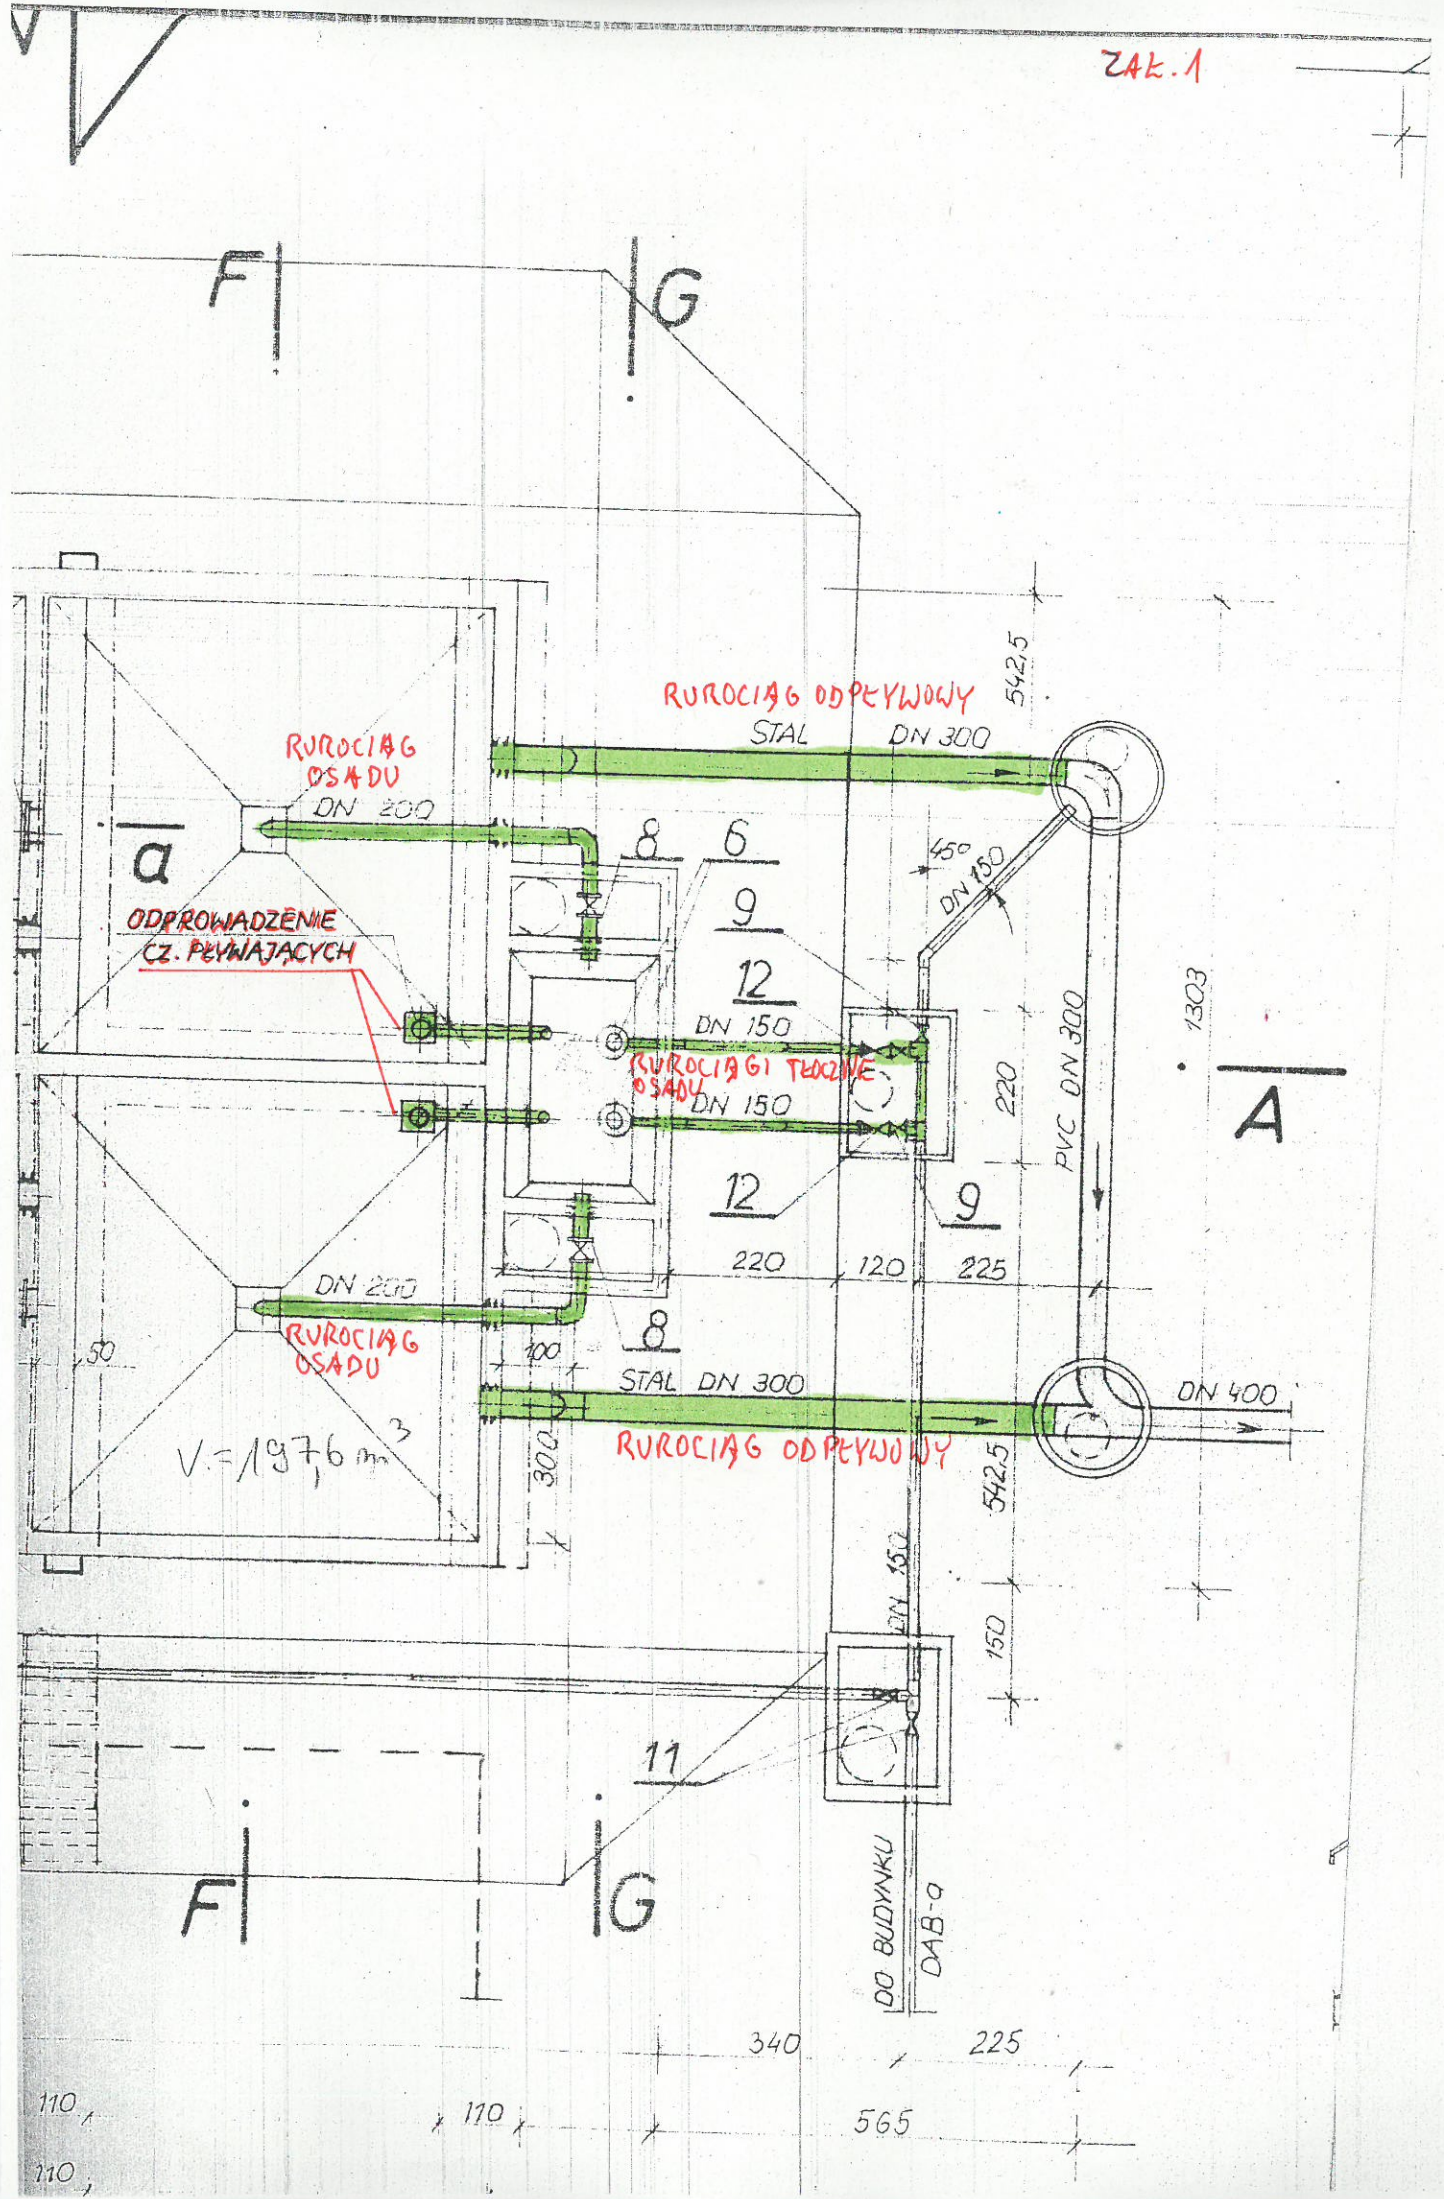 ZAŁ.1
F
G
542,5
RUROCIĄG ODPŁYWOWY
STAL DN 300
RUROCIĄG
OSADU
DN 200
a
8
6
45°
DN 150
9
ODPROWADZENIE
CZ. PŁYWAJĄCYCH
12
DN 150
RUROCIĄGI TŁOCZNE
OSADU
DN 150
220
PVC DN 300
1303
A
12
9
220
120
225
DN 200
RUROCIĄG
OSADU
8
50
100
STAL DN 300
DN 400
RUROCIĄG ODPŁYWOWY
V.=197,6 m³
300
542,5
DN 150
150
11
F
G
DO BUDYNKU
DAB-a
340
225
110
110
565
110